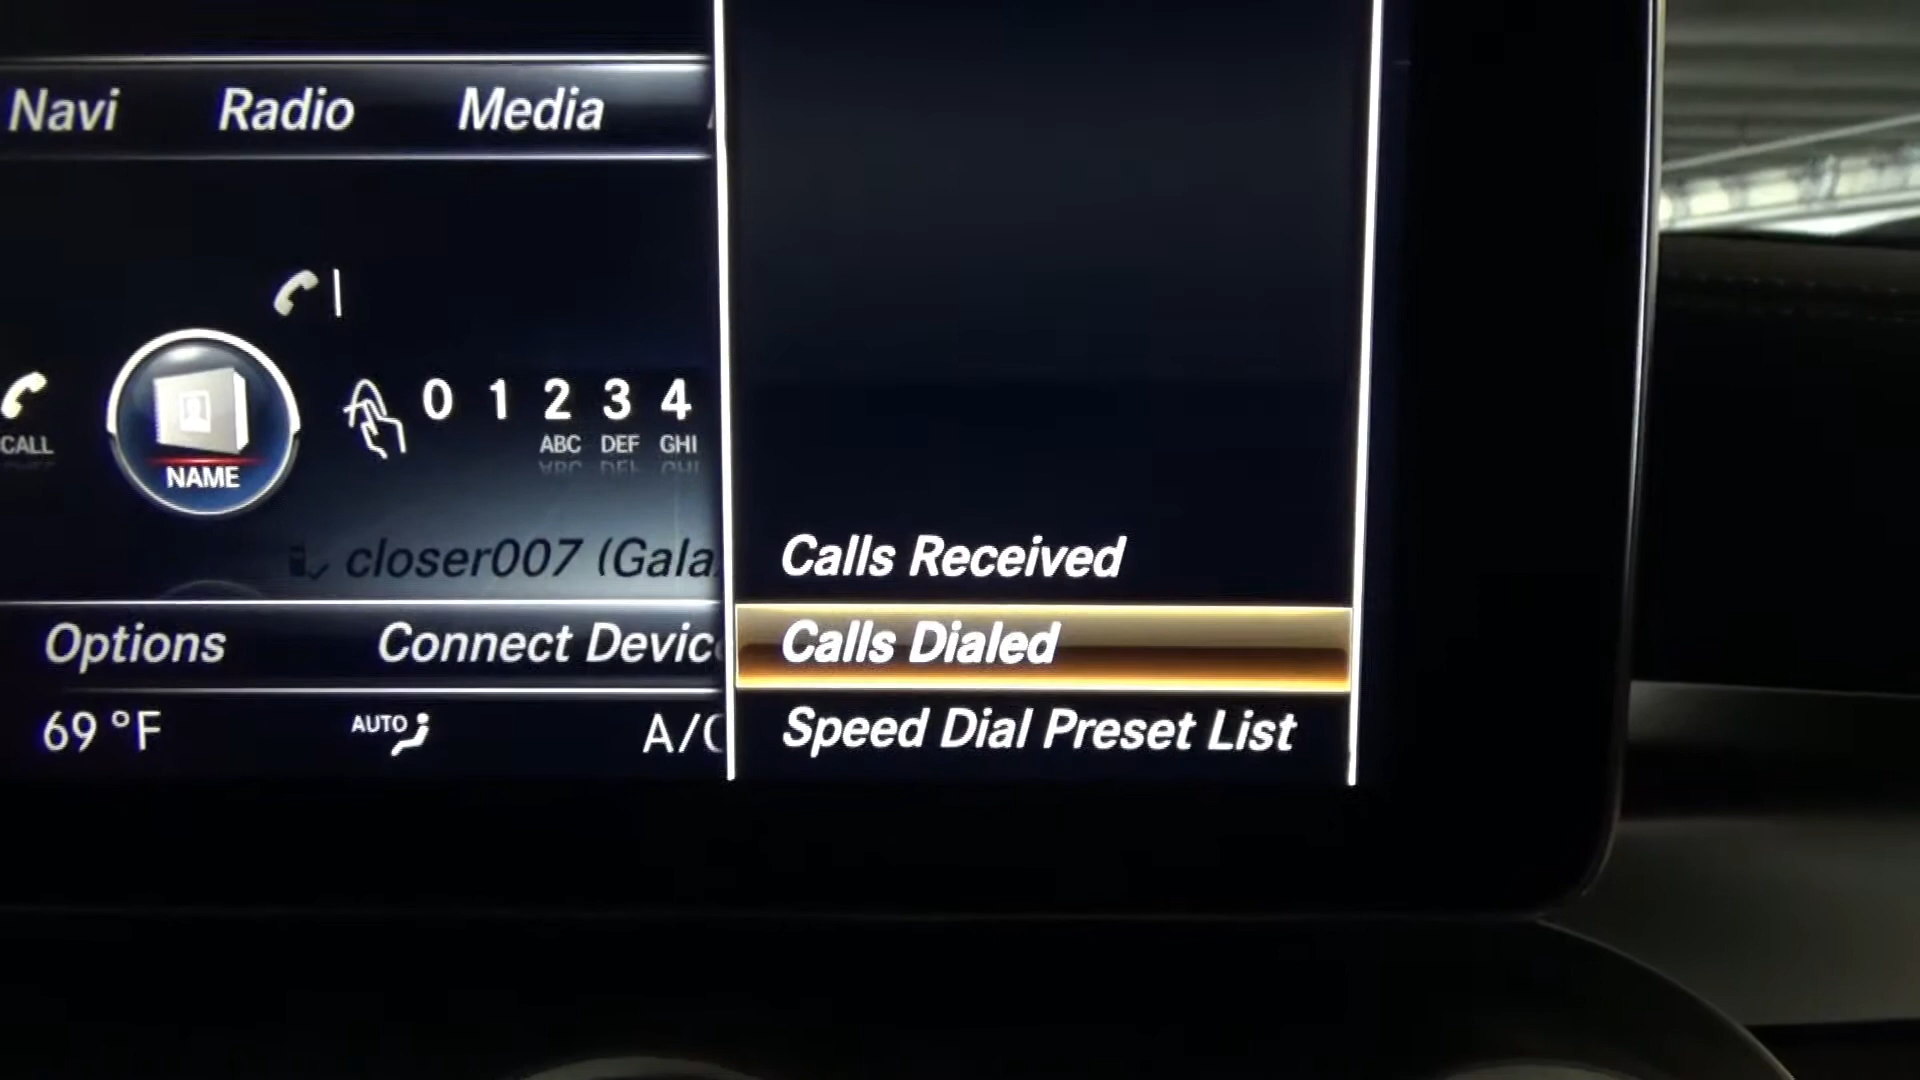 Navi Radio Media
CALL
NAME
0 1 2 3 4
ABC DEF GHI
closer007 (Gala
Options Connect Devic
69 °F AUTO A/C
Calls Received
Calls Dialed
Speed Dial Preset List